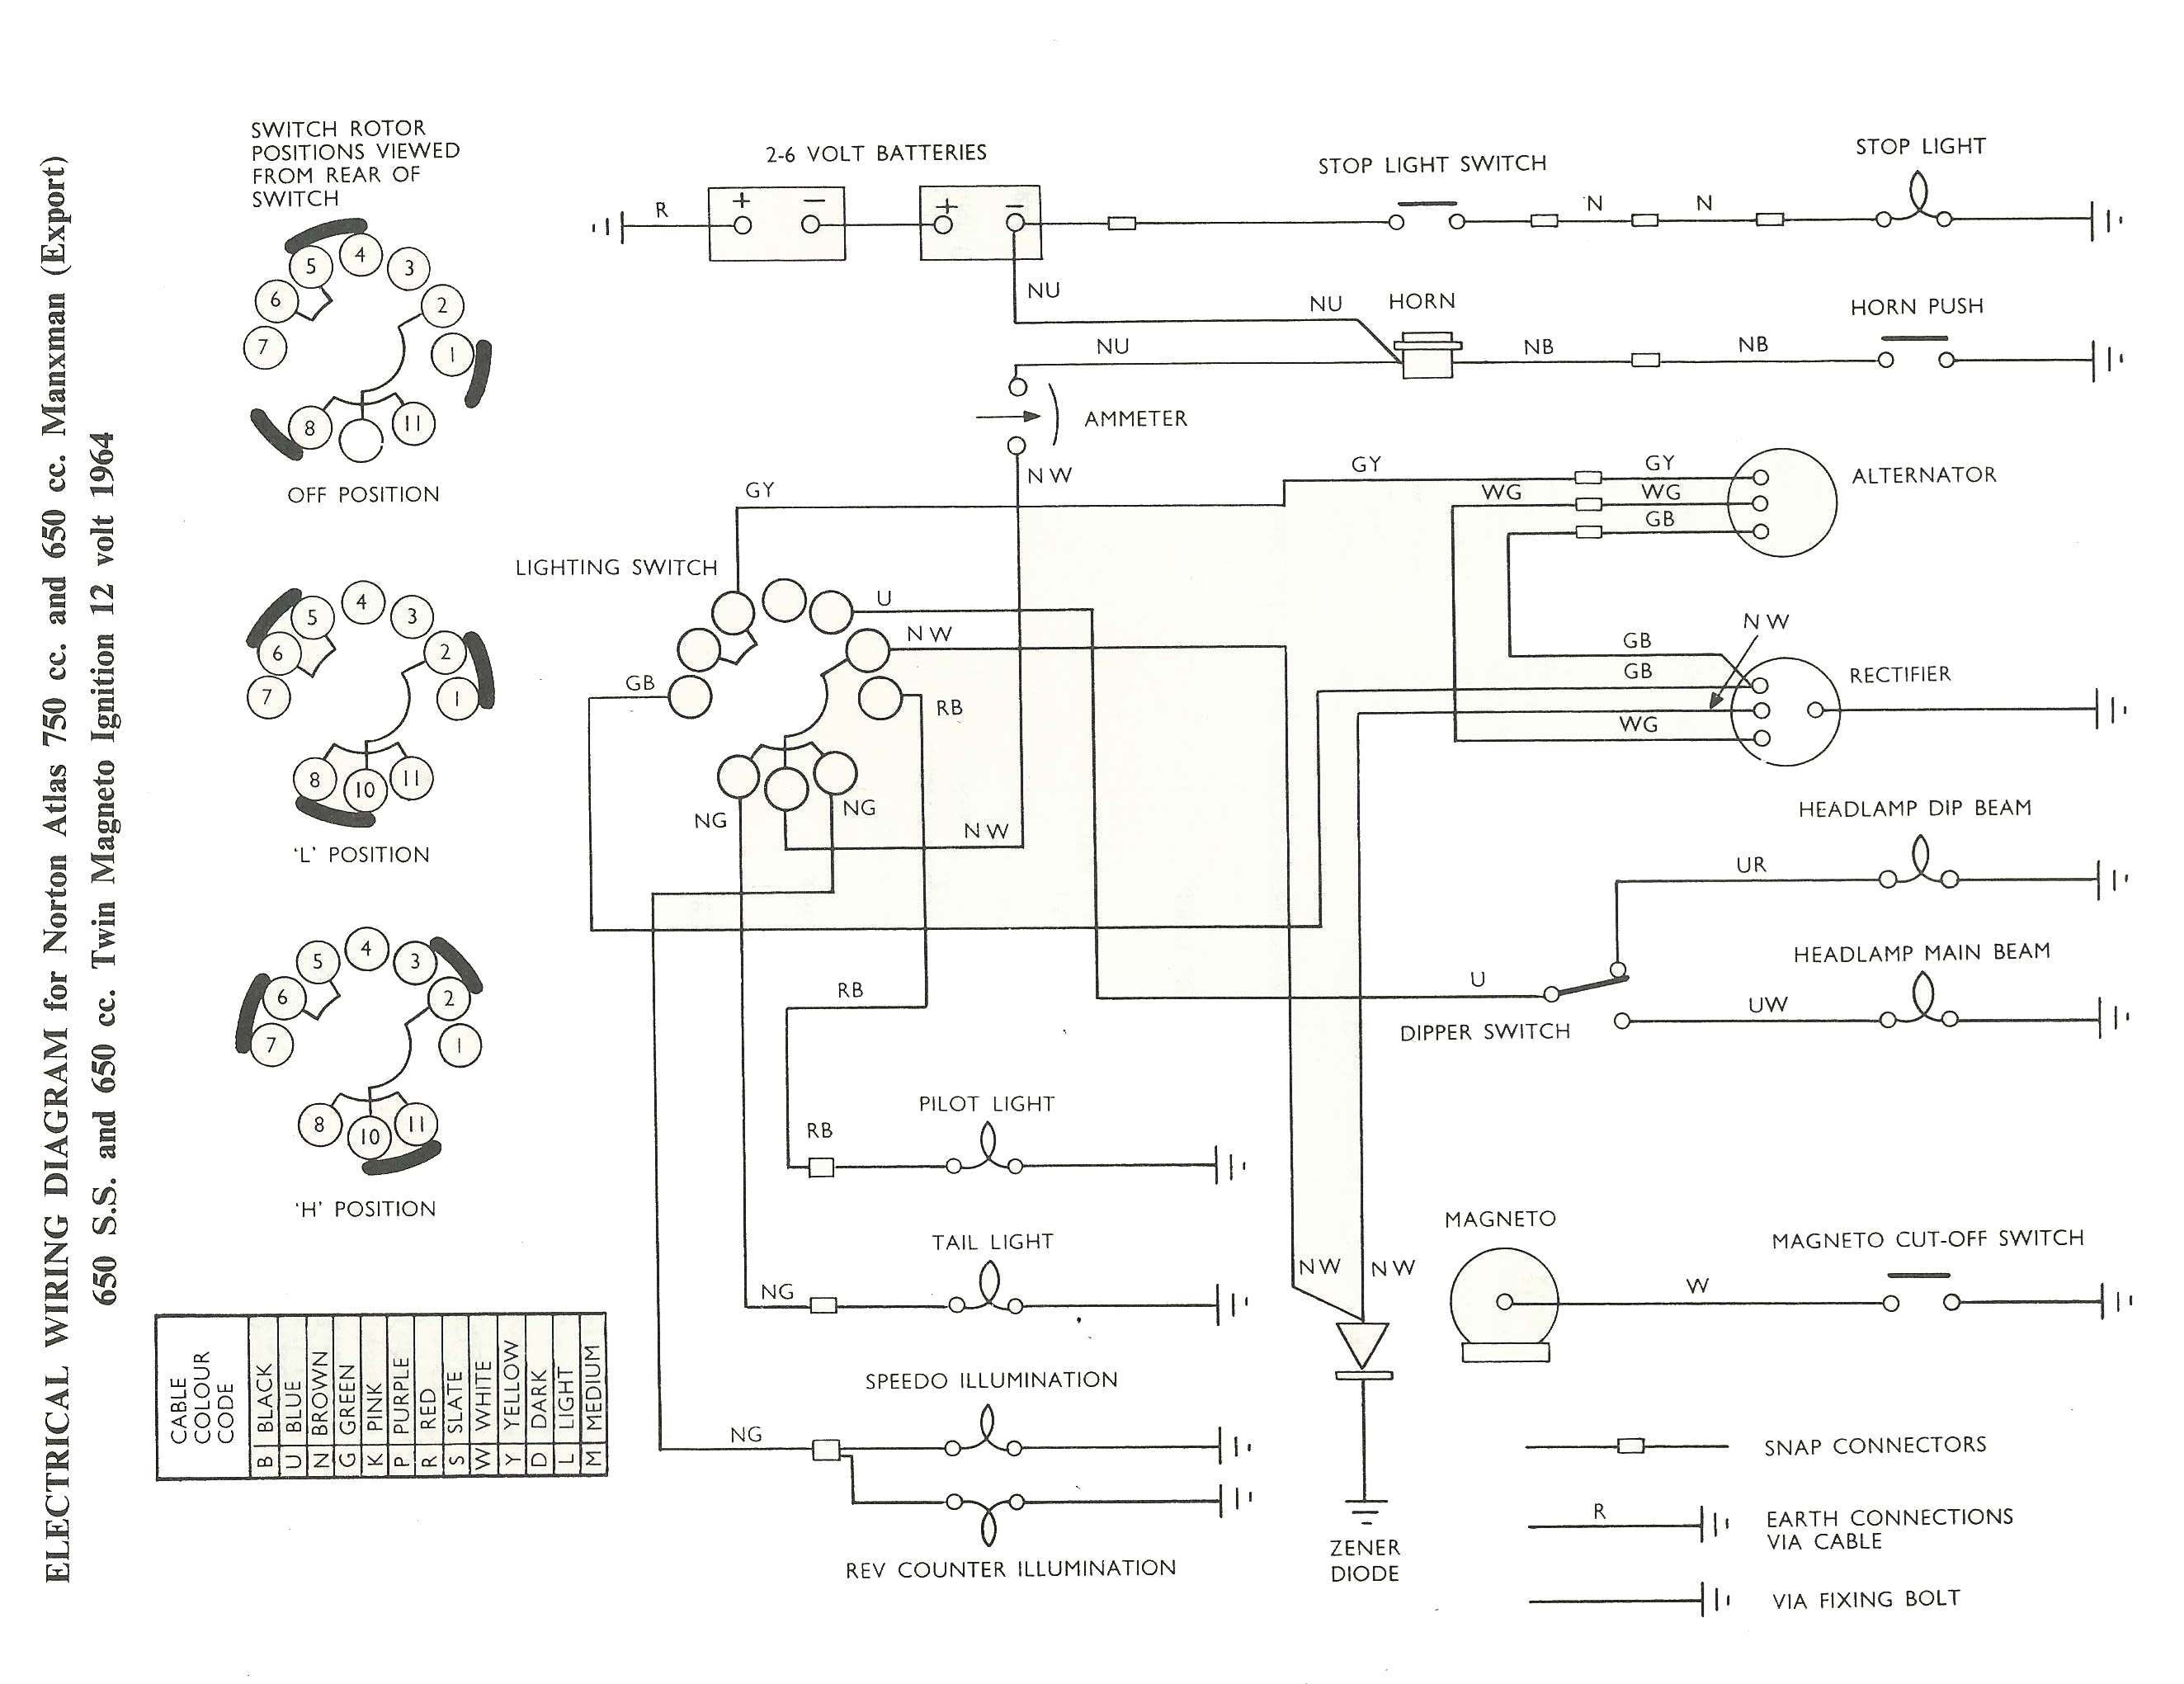 ELECTRICAL WIRING DIAGRAM for Norton Atlas 750 cc. and 650 cc. Manxman (Export)
650 S.S. and 650 cc. Twin Magneto Ignition 12 volt 1964
SWITCH ROTOR
POSITIONS VIEWED
FROM REAR OF
SWITCH
5 4 3
6 2
7 1
8 11
OFF POSITION
5 4 3
6 2
7 1
8 10 11
'L' POSITION
5 4 3
6 2
7 1
8 10 11
'H' POSITION
CABLE
COLOUR
CODE
B BLACK
U BLUE
N BROWN
G GREEN
K PINK
P PURPLE
R RED
S SLATE
W WHITE
Y YELLOW
D DARK
L LIGHT
M MEDIUM
2-6 VOLT BATTERIES
R
+ −
+ −
STOP LIGHT SWITCH
N
N
STOP LIGHT
NU
NU
HORN
NU
NB
NB
HORN PUSH
AMMETER
NW
GY
GY
GY
WG
WG
GB
ALTERNATOR
LIGHTING SWITCH
U
NW
GB
RB
NG
NG
NW
NW
GB
GB
WG
RECTIFIER
HEADLAMP DIP BEAM
UR
HEADLAMP MAIN BEAM
U
UW
DIPPER SWITCH
RB
PILOT LIGHT
RB
TAIL LIGHT
NG
NW
NW
MAGNETO
W
MAGNETO CUT-OFF SWITCH
SPEEDO ILLUMINATION
NG
REV COUNTER ILLUMINATION
ZENER
DIODE
SNAP CONNECTORS
R
EARTH CONNECTIONS
VIA CABLE
VIA FIXING BOLT